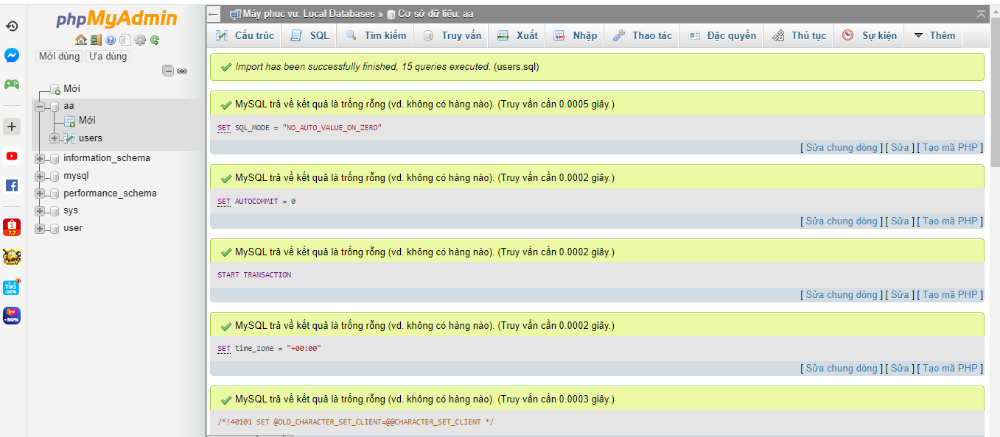 phpMyAdmin
Mới dùng Ưa dùng
Mới
aa
Mới
users
information_schema
mysql
performance_schema
sys
user
7.7
TIKI
-50%
-50%
Máy phục vụ: Local Databases » Cơ sở dữ liệu: aa
Cấu trúc SQL Tìm kiếm Truy vấn Xuất Nhập Thao tác Đặc quyền Thủ tục Sự kiện Thêm
Import has been successfully finished, 15 queries executed. (users.sql)
MySQL trả về kết quả là trống rỗng (vd. không có hàng nào). (Truy vấn cần 0.0005 giây.)
SET SQL_MODE = "NO_AUTO_VALUE_ON_ZERO"
[ Sửa chung dòng ] [ Sửa ] [ Tạo mã PHP ]
MySQL trả về kết quả là trống rỗng (vd. không có hàng nào). (Truy vấn cần 0.0002 giây.)
SET AUTOCOMMIT = 0
[ Sửa chung dòng ] [ Sửa ] [ Tạo mã PHP ]
MySQL trả về kết quả là trống rỗng (vd. không có hàng nào). (Truy vấn cần 0.0002 giây.)
START TRANSACTION
[ Sửa chung dòng ] [ Sửa ] [ Tạo mã PHP ]
MySQL trả về kết quả là trống rỗng (vd. không có hàng nào). (Truy vấn cần 0.0002 giây.)
SET time_zone = "+00:00"
[ Sửa chung dòng ] [ Sửa ] [ Tạo mã PHP ]
MySQL trả về kết quả là trống rỗng (vd. không có hàng nào). (Truy vấn cần 0.0003 giây.)
/*!40101 SET @OLD_CHARACTER_SET_CLIENT=@@CHARACTER_SET_CLIENT */